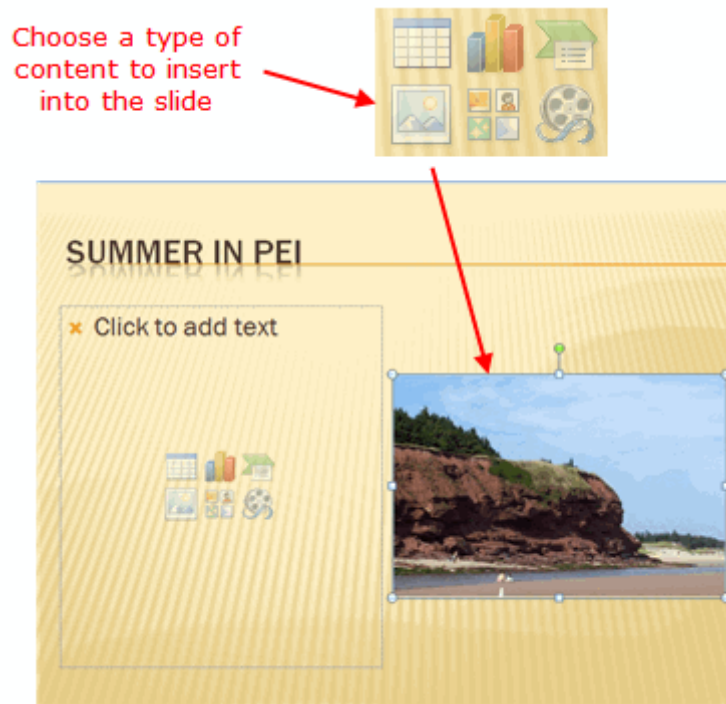 Choose a type of
content to insert
into the slide
SUMMER IN PEI
Click to add text